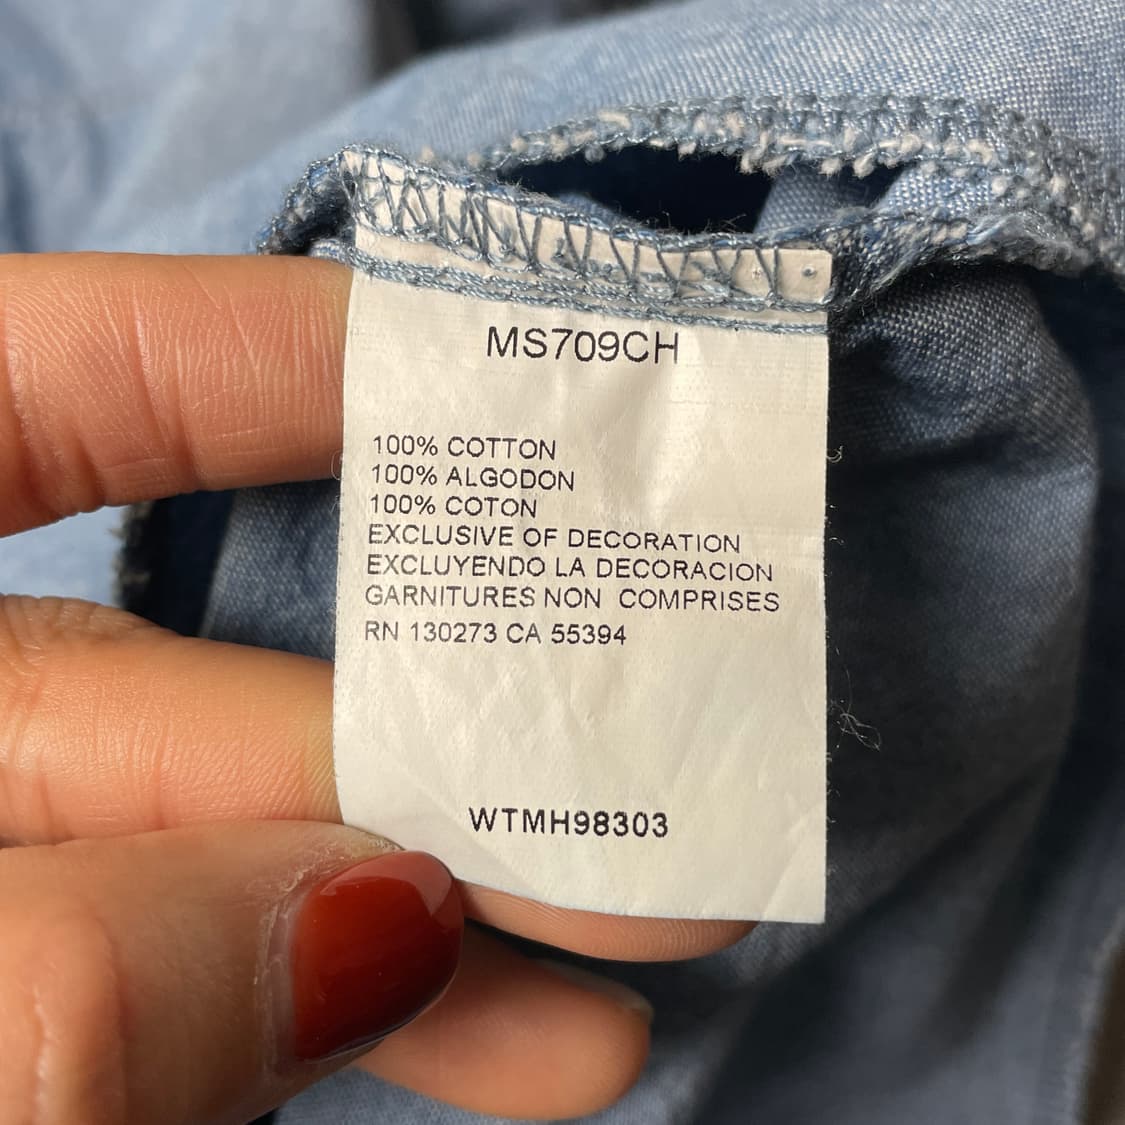 MS709CH
100% COTTON
100% ALGODON
100% COTON
EXCLUSIVE OF DECORATION
EXCLUYENDO LA DECORACION
GARNITURES NON COMPRISES
RN 130273 CA 55394
WTMH98303